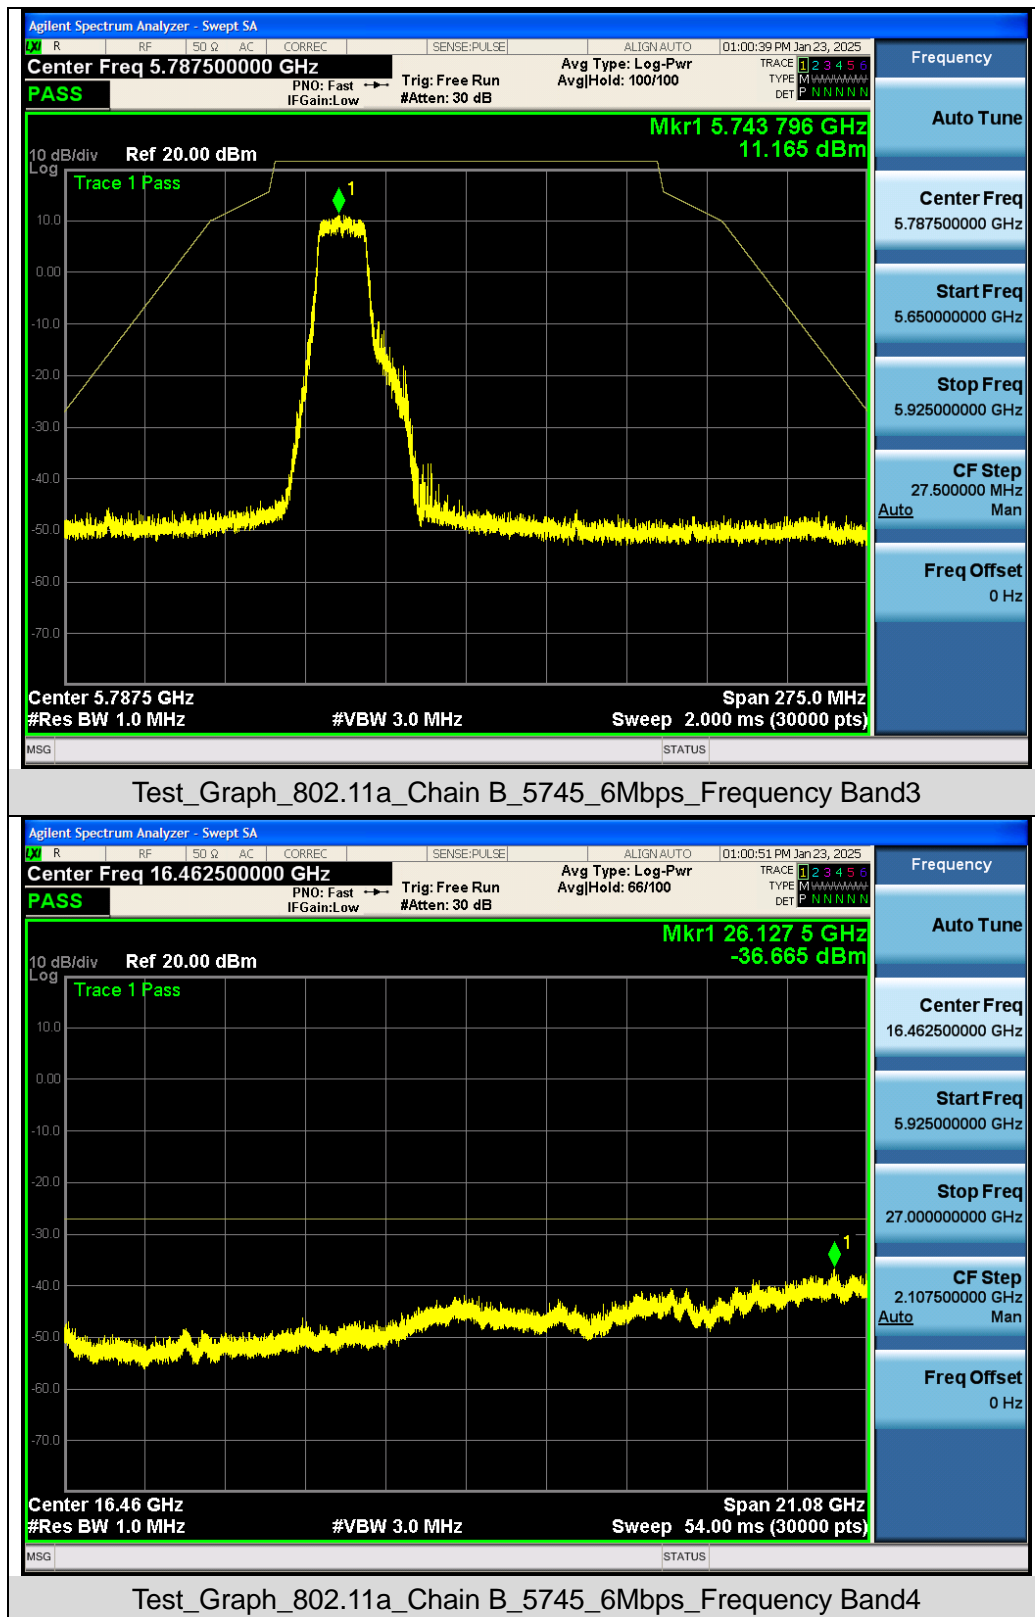 Agilent Spectrum Analyzer - Swept SA
LXI R RF 50 Ω AC CORREC SENSE:PULSE ALIGN AUTO 01:00:39 PM Jan 23, 2025
Center Freq 5.787500000 GHz
PASS
PNO: Fast
IFGain:Low
Trig: Free Run
#Atten: 30 dB
Avg Type: Log-Pwr
Avg|Hold: 100/100
TRACE 1 2 3 4 5 6
TYPE M
DET P N N N N N
Mkr1 5.743 796 GHz
11.165 dBm
10 dB/div Ref 20.00 dBm
Log
Trace 1 Pass
1
10.0
0.00
-10.0
-20.0
-30.0
-40.0
-50.0
-60.0
-70.0
Center 5.7875 GHz Span 275.0 MHz
#Res BW 1.0 MHz #VBW 3.0 MHz Sweep 2.000 ms (30000 pts)
MSG STATUS
Frequency
Auto Tune
Center Freq
5.787500000 GHz
Start Freq
5.650000000 GHz
Stop Freq
5.925000000 GHz
CF Step
27.500000 MHz
Auto Man
Freq Offset
0 Hz
Test_Graph_802.11a_Chain B_5745_6Mbps_Frequency Band3
Agilent Spectrum Analyzer - Swept SA
LXI R RF 50 Ω AC CORREC SENSE:PULSE ALIGN AUTO 01:00:51 PM Jan 23, 2025
Center Freq 16.462500000 GHz
PASS
PNO: Fast
IFGain:Low
Trig: Free Run
#Atten: 30 dB
Avg Type: Log-Pwr
Avg|Hold: 66/100
TRACE 1 2 3 4 5 6
TYPE M
DET P N N N N N
Mkr1 26.127 5 GHz
-36.665 dBm
10 dB/div Ref 20.00 dBm
Log
Trace 1 Pass
1
10.0
0.00
-10.0
-20.0
-30.0
-40.0
-50.0
-60.0
-70.0
Center 16.46 GHz Span 21.08 GHz
#Res BW 1.0 MHz #VBW 3.0 MHz Sweep 54.00 ms (30000 pts)
MSG STATUS
Frequency
Auto Tune
Center Freq
16.462500000 GHz
Start Freq
5.925000000 GHz
Stop Freq
27.000000000 GHz
CF Step
2.107500000 GHz
Auto Man
Freq Offset
0 Hz
Test_Graph_802.11a_Chain B_5745_6Mbps_Frequency Band4